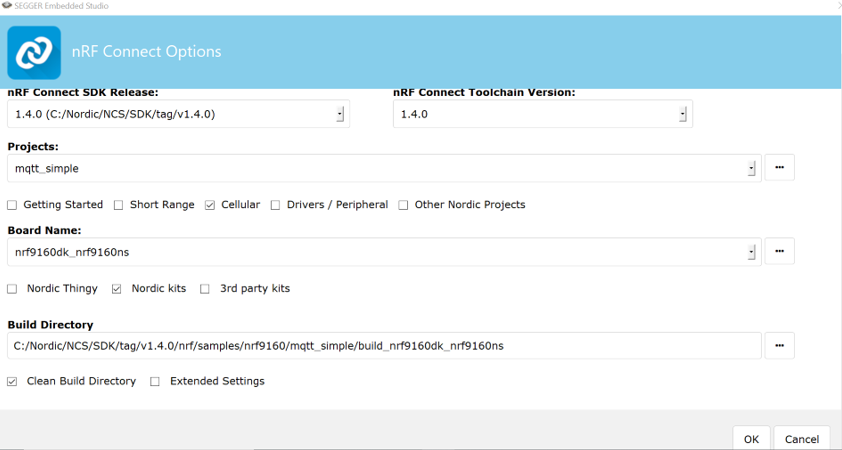 SEGGER Embedded Studio
nRF Connect Options
nRF Connect SDK Release: nRF Connect Toolchain Version:
1.4.0 (C:/Nordic/NCS/SDK/tag/v1.4.0) 1.4.0
Projects:
mqtt_simple ...
Getting Started Short Range Cellular Drivers / Peripheral Other Nordic Projects
Board Name:
nrf9160dk_nrf9160ns ...
Nordic Thingy Nordic kits 3rd party kits
Build Directory
C:/Nordic/NCS/SDK/tag/v1.4.0/nrf/samples/nrf9160/mqtt_simple/build_nrf9160dk_nrf9160ns ...
Clean Build Directory Extended Settings
OK Cancel